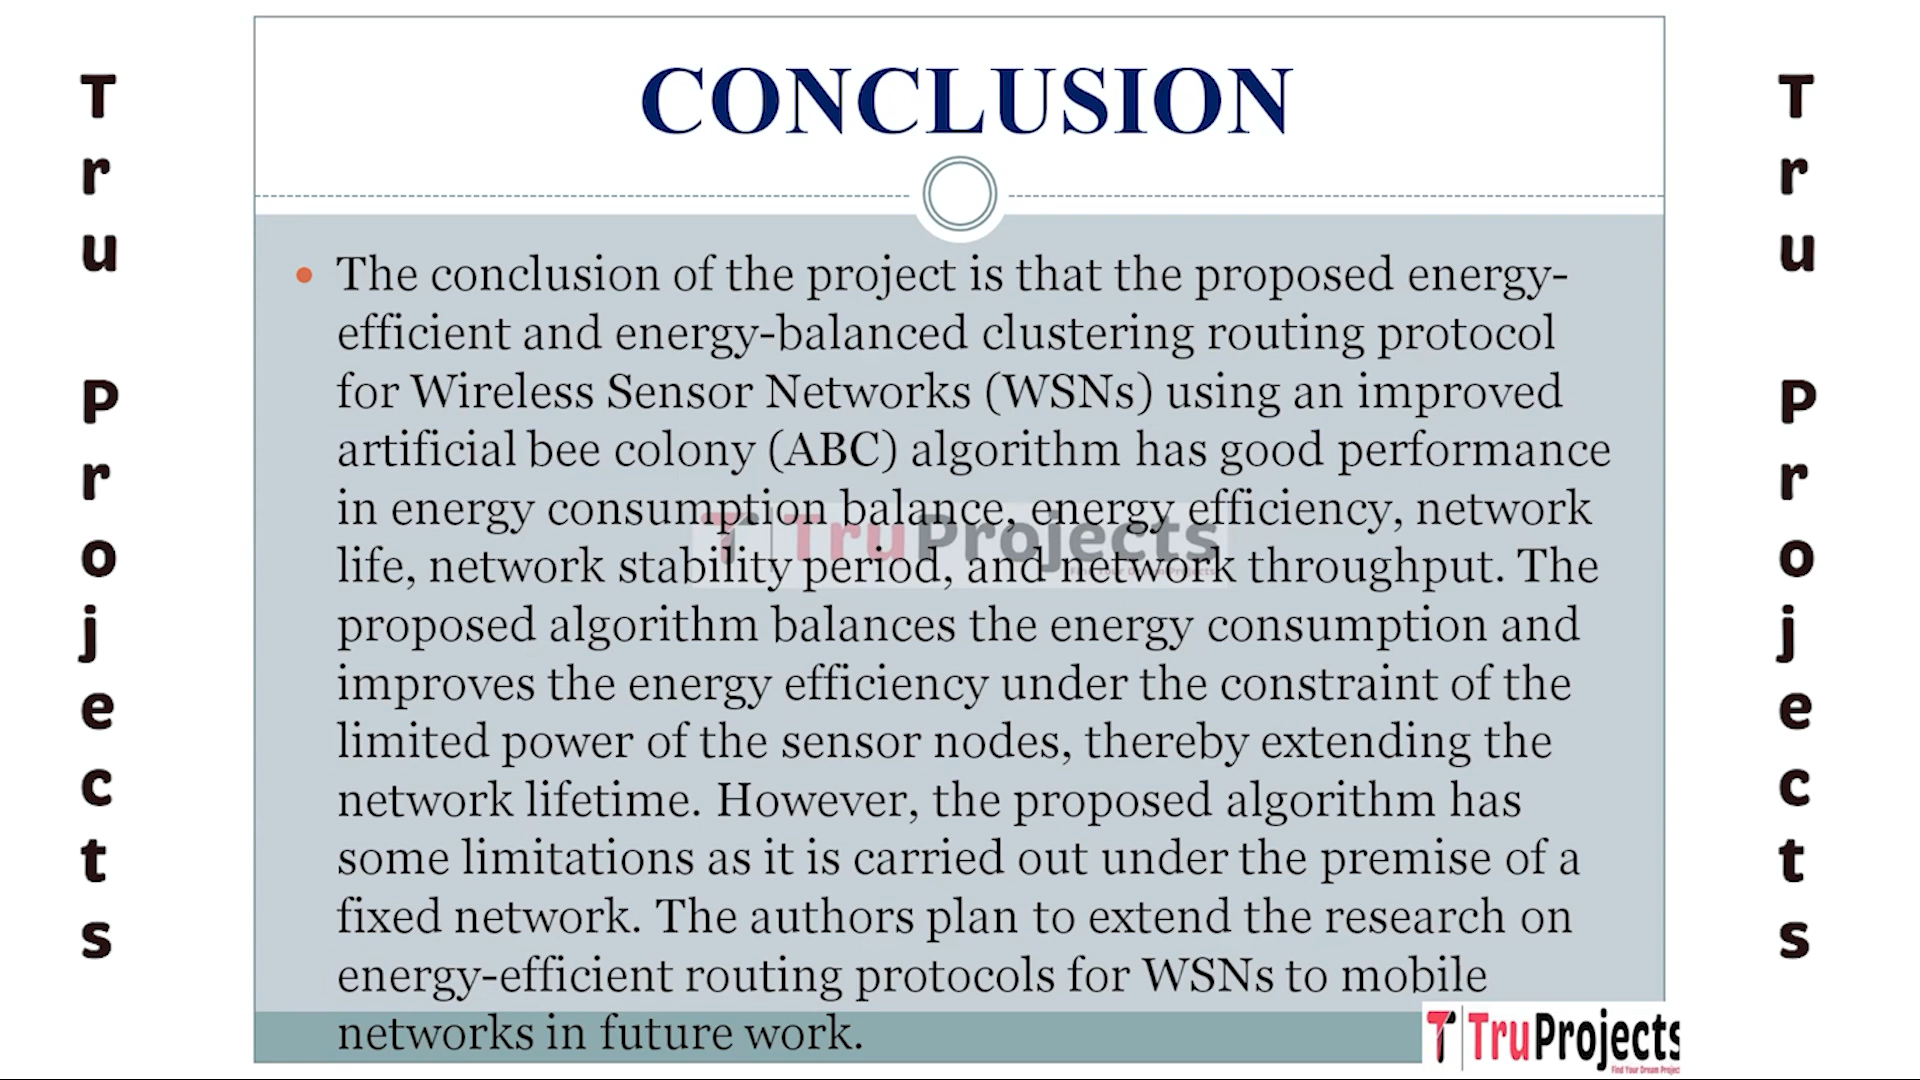 CONCLUSION
The conclusion of the project is that the proposed energy-
efficient and energy-balanced clustering routing protocol
for Wireless Sensor Networks (WSNs) using an improved
artificial bee colony (ABC) algorithm has good performance
in energy consumption balance, energy efficiency, network
life, network stability period, and network throughput. The
proposed algorithm balances the energy consumption and
improves the energy efficiency under the constraint of the
limited power of the sensor nodes, thereby extending the
network lifetime. However, the proposed algorithm has
some limitations as it is carried out under the premise of a
fixed network. The authors plan to extend the research on
energy-efficient routing protocols for WSNs to mobile
networks in future work.
Tru Projects
Tru Projects
TruProjects
T TruProjects
Find Your Dream Projec